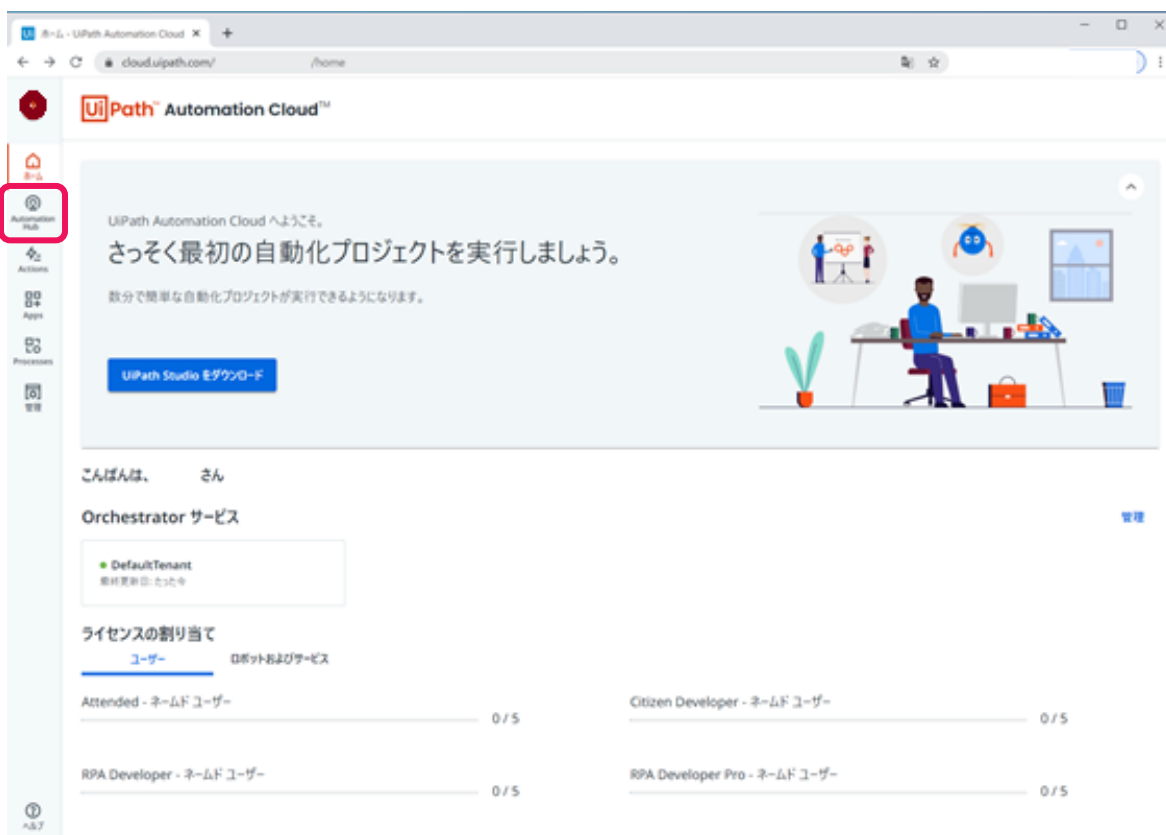 ホーム - UiPath Automation Cloud
cloud.uipath.com/ /home
UiPath™ Automation Cloud™
ホーム
Automation Hub
Actions
Apps
Processes
管理
UiPath Automation Cloud へようこそ。
さっそく最初の自動化プロジェクトを実行しましょう。
数分で簡単な自動化プロジェクトが実行できるようになります。
UiPath Studio をダウンロード
こんばんは、 さん
Orchestrator サービス
管理
DefaultTenant
最終更新日: たった今
ライセンスの割り当て
ユーザー ロボットおよびサービス
Attended - ネームド ユーザー
0 / 5
Citizen Developer - ネームド ユーザー
0 / 5
RPA Developer - ネームド ユーザー
0 / 5
RPA Developer Pro - ネームド ユーザー
0 / 5
ヘルプ